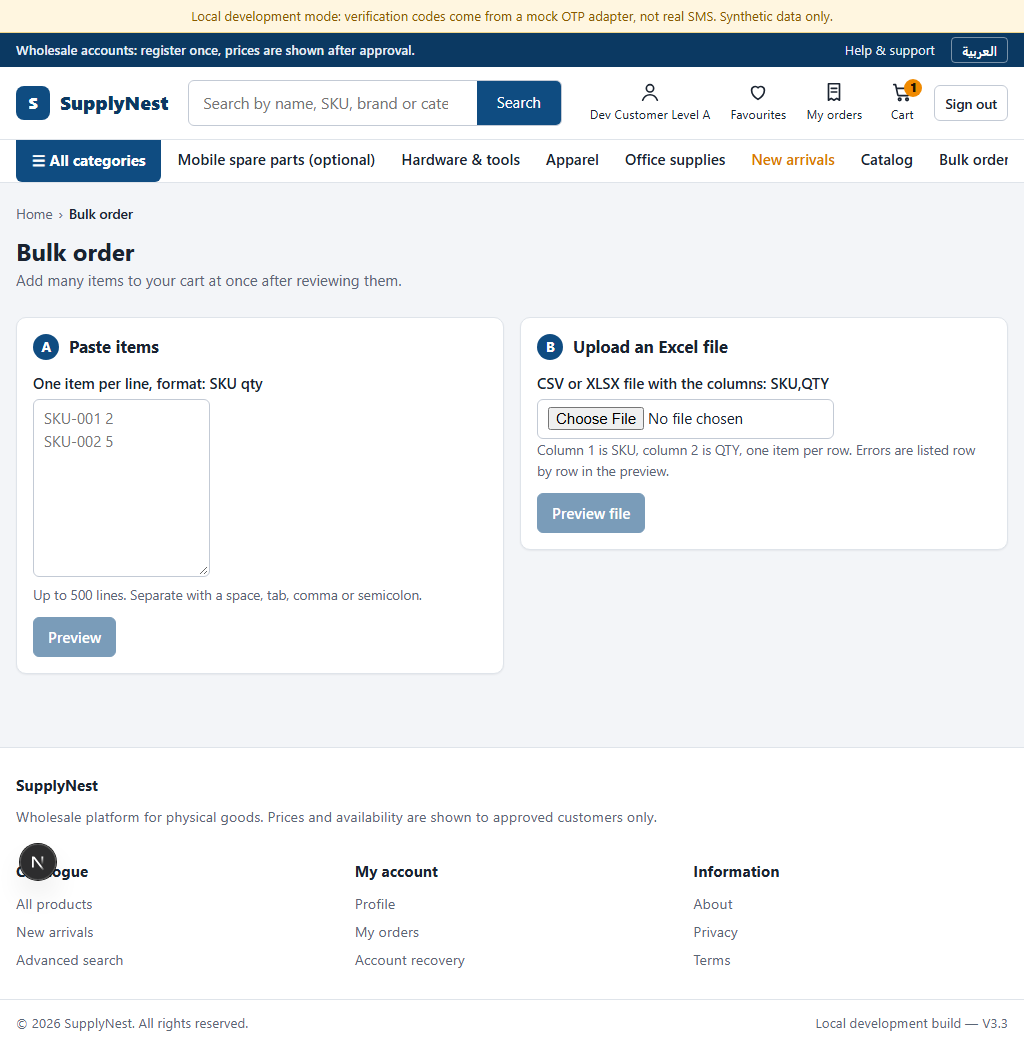 Local development mode: verification codes come from a mock OTP adapter, not real SMS. Synthetic data only.
Wholesale accounts: register once, prices are shown after approval.
Help & support
العربية
S
SupplyNest
Search by name, SKU, brand or cate
Search
Dev Customer Level A
Favourites
My orders
1
Cart
Sign out
☰ All categories
Mobile spare parts (optional)
Hardware & tools
Apparel
Office supplies
New arrivals
Catalog
Bulk order
Home › Bulk order
Bulk order
Add many items to your cart at once after reviewing them.
A
Paste items
One item per line, format: SKU qty
SKU-001 2
SKU-002 5
Up to 500 lines. Separate with a space, tab, comma or semicolon.
Preview
B
Upload an Excel file
CSV or XLSX file with the columns: SKU,QTY
Choose File No file chosen
Column 1 is SKU, column 2 is QTY, one item per row. Errors are listed row
by row in the preview.
Preview file
SupplyNest
Wholesale platform for physical goods. Prices and availability are shown to approved customers only.
N
All products
New arrivals
Advanced search
My account
Profile
My orders
Account recovery
Information
About
Privacy
Terms
© 2026 SupplyNest. All rights reserved.
Local development build — V3.3